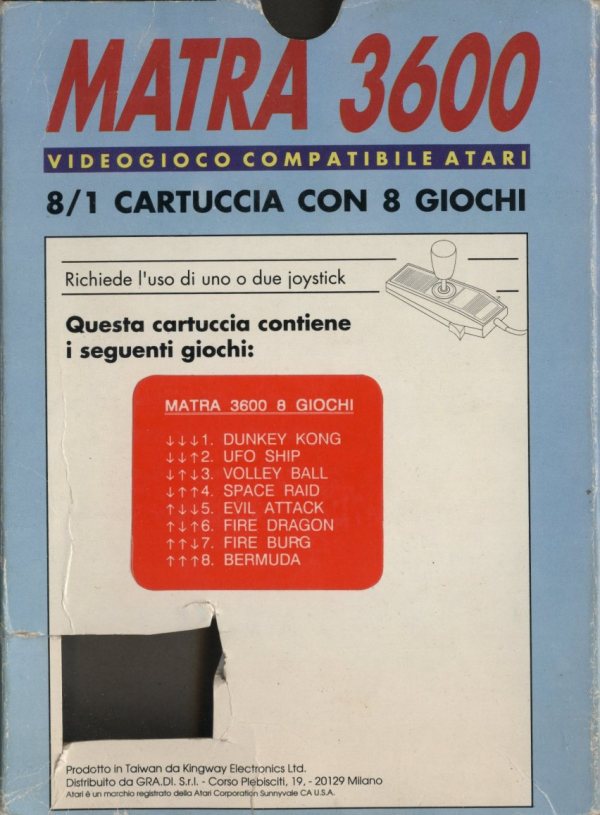 MATRA 3600
VIDEOGIOCO COMPATIBILE ATARI
8/1 CARTUCCIA CON 8 GIOCHI
Richiede l'uso di uno o due joystick
Questa cartuccia contiene
i seguenti giochi:
MATRA 3600 8 GIOCHI
↓↓↓1. DUNKEY KONG
↓↓↑2. UFO SHIP
↓↑↓3. VOLLEY BALL
↓↑↑4. SPACE RAID
↑↓↓5. EVIL ATTACK
↑↓↑6. FIRE DRAGON
↑↑↓7. FIRE BURG
↑↑↑8. BERMUDA
Prodotto in Taiwan da Kingway Electronics Ltd.
Distribuito da GRA.DI. S.r.l. - Corso Plebisciti, 19, - 20129 Milano
Atari è un marchio registrato della Atari Corporation Sunnyvale CA U.S.A.